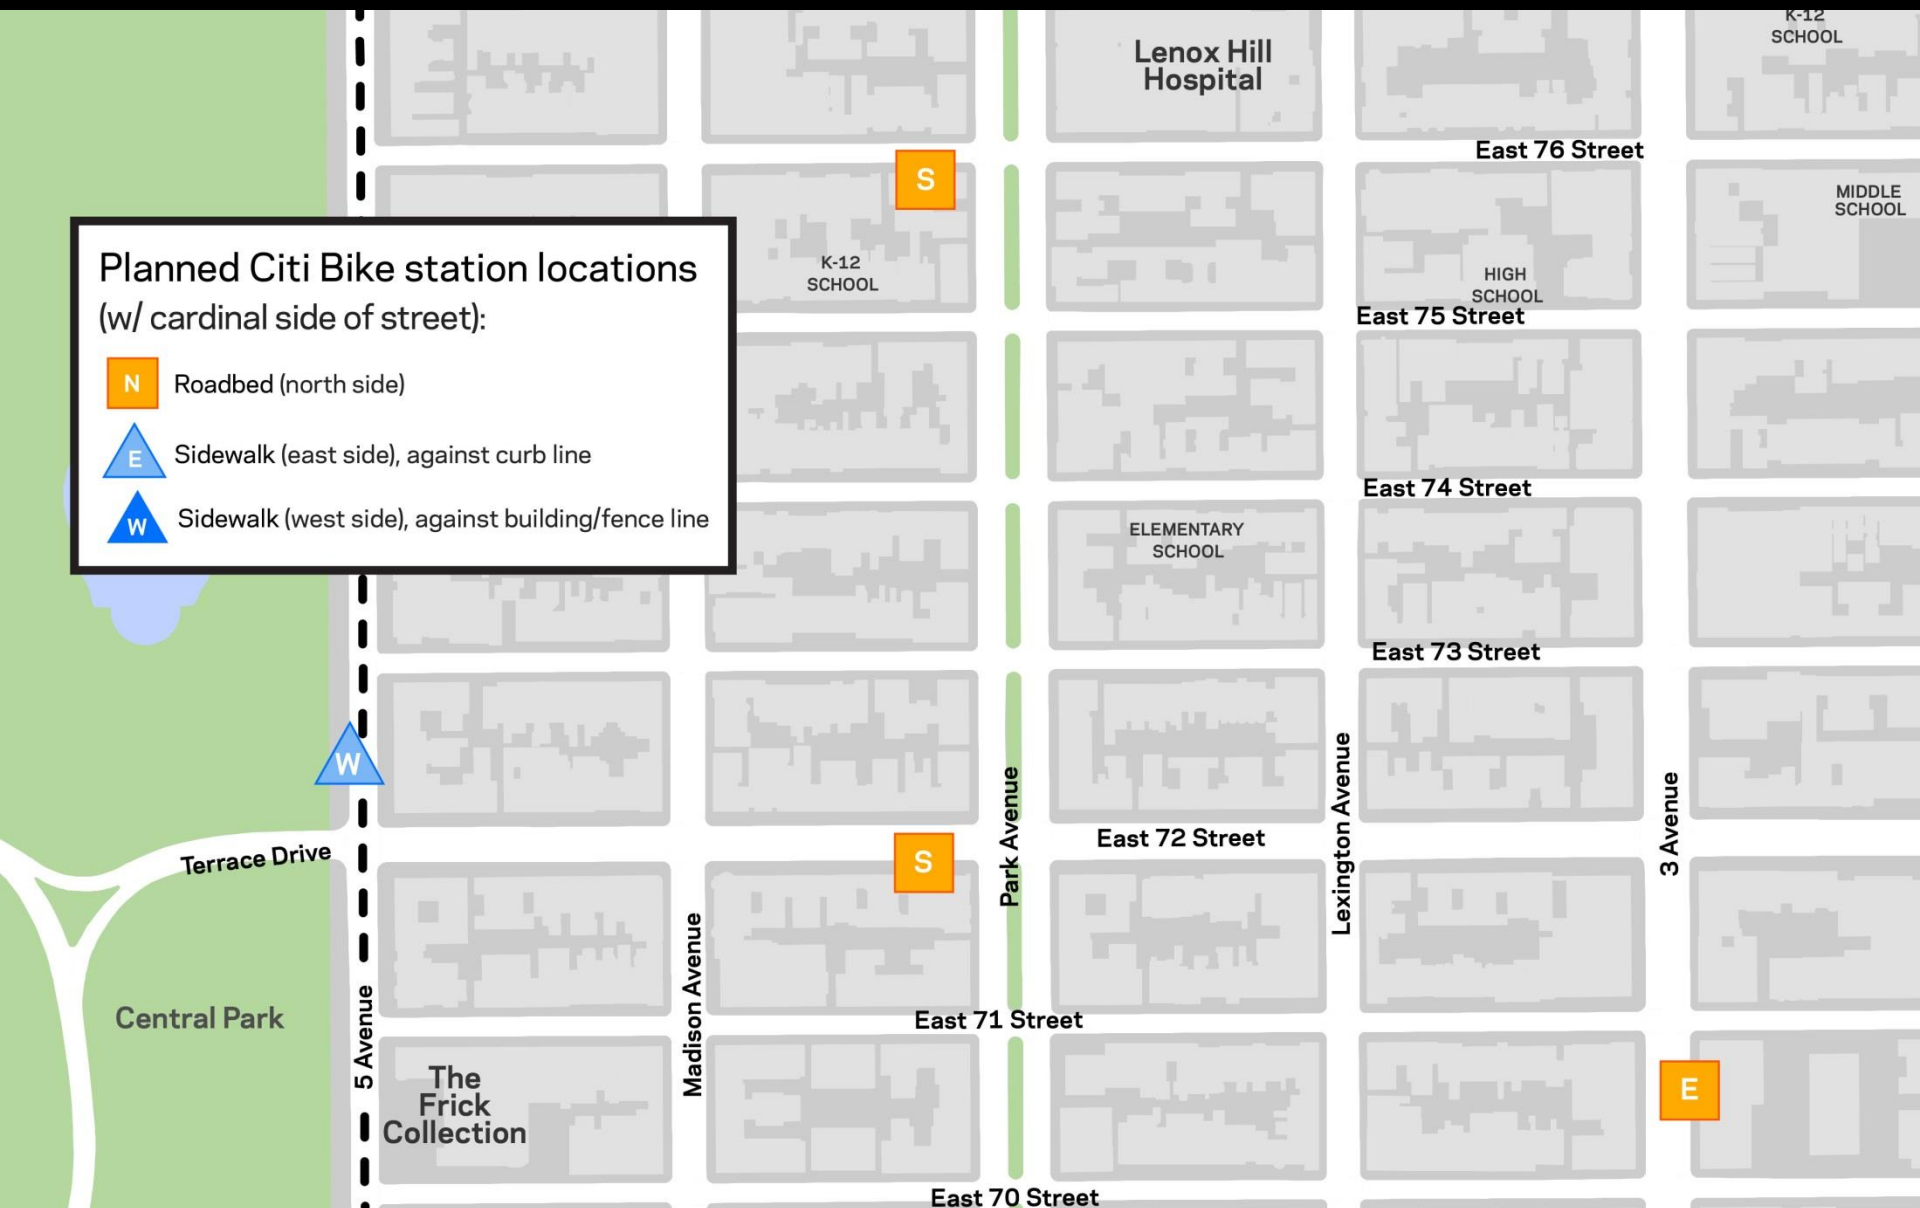 K-12
SCHOOL
Lenox Hill
Hospital
East 76 Street
S
MIDDLE
SCHOOL
K-12
SCHOOL
HIGH
SCHOOL
East 75 Street
Planned Citi Bike station locations
(w/ cardinal side of street):
N Roadbed (north side)
E Sidewalk (east side), against curb line
W Sidewalk (west side), against building/fence line
East 74 Street
ELEMENTARY
SCHOOL
East 73 Street
W
East 72 Street
S
Terrace Drive
Park Avenue
Lexington Avenue
3 Avenue
Madison Avenue
5 Avenue
Central Park
East 71 Street
The
Frick
Collection
E
East 70 Street